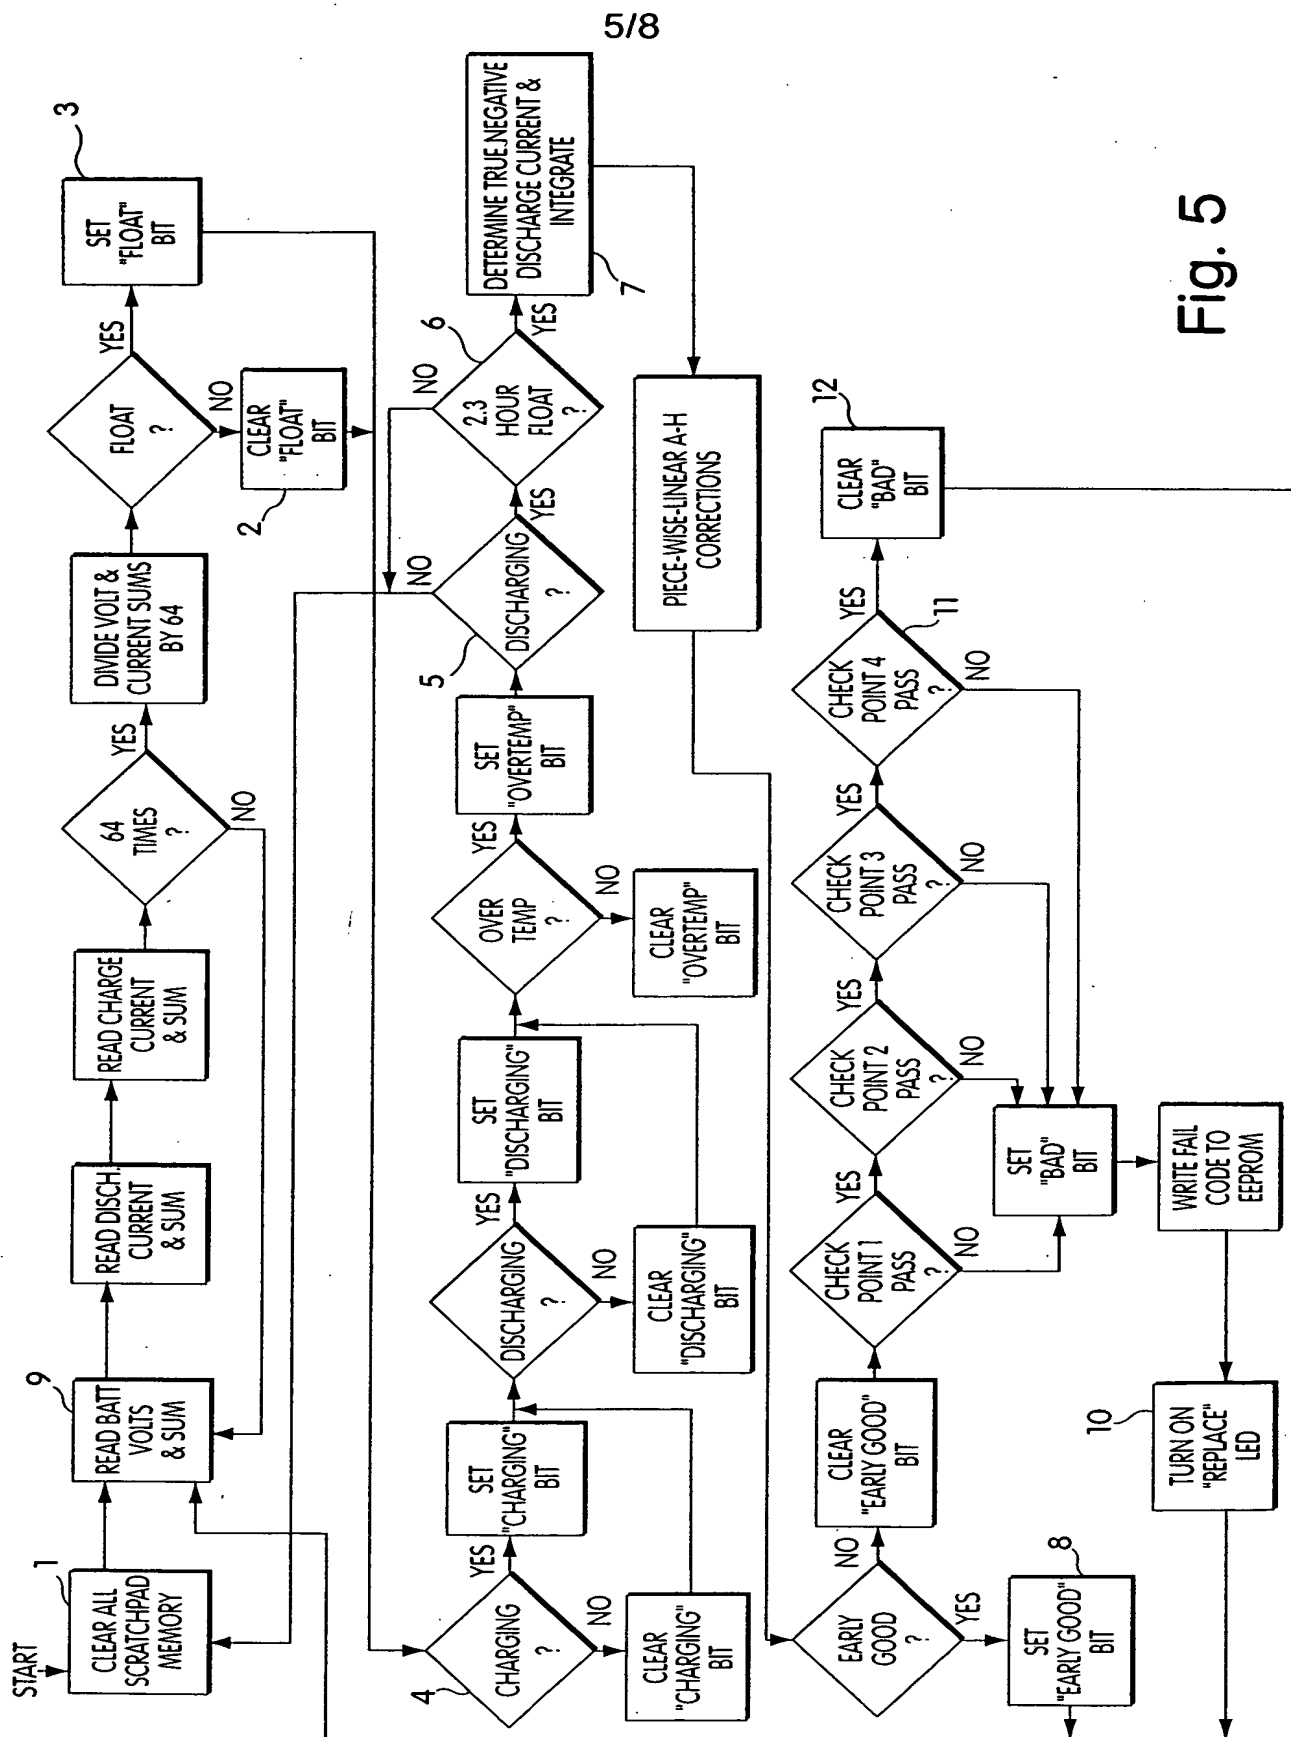 5/8
START
1
CLEAR ALL
SCRATCHPAD
MEMORY
9
READ BATT
VOLTS
& SUM
READ DISCH.
CURRENT
& SUM
READ CHARGE
CURRENT
& SUM
64
TIMES
?
YES
NO
DIVIDE VOLT &
CURRENT SUMS
BY 64
FLOAT
?
YES
NO
3
SET
"FLOAT"
BIT
2
CLEAR
"FLOAT"
BIT
4
CHARGING
?
YES
NO
SET
"CHARGING"
BIT
CLEAR
"CHARGING"
BIT
DISCHARGING
?
YES
NO
SET
"DISCHARGING"
BIT
CLEAR
"DISCHARGING"
BIT
OVER
TEMP
?
YES
NO
SET
"OVERTEMP"
BIT
CLEAR
"OVERTEMP"
BIT
5
DISCHARGING
?
NO
YES
6
2.3
HOUR
FLOAT
?
NO
YES
DETERMINE TRUE.NEGATIVE
DISCHARGE CURRENT &
INTEGRATE
7
PIECE-WISE-LINEAR A-H
CORRECTIONS
EARLY
GOOD
?
NO
YES
8
SET
"EARLY GOOD"
BIT
CLEAR
"EARLY GOOD"
BIT
CHECK
POINT 1
PASS
?
YES
NO
CHECK
POINT 2
PASS
?
YES
NO
CHECK
POINT 3
PASS
?
YES
NO
CHECK
POINT 4
PASS
?
11
YES
NO
12
CLEAR
"BAD"
BIT
SET
"BAD"
BIT
WRITE FAIL
CODE TO
EEPROM
10
TURN ON
"REPLACE"
LED
Fig. 5